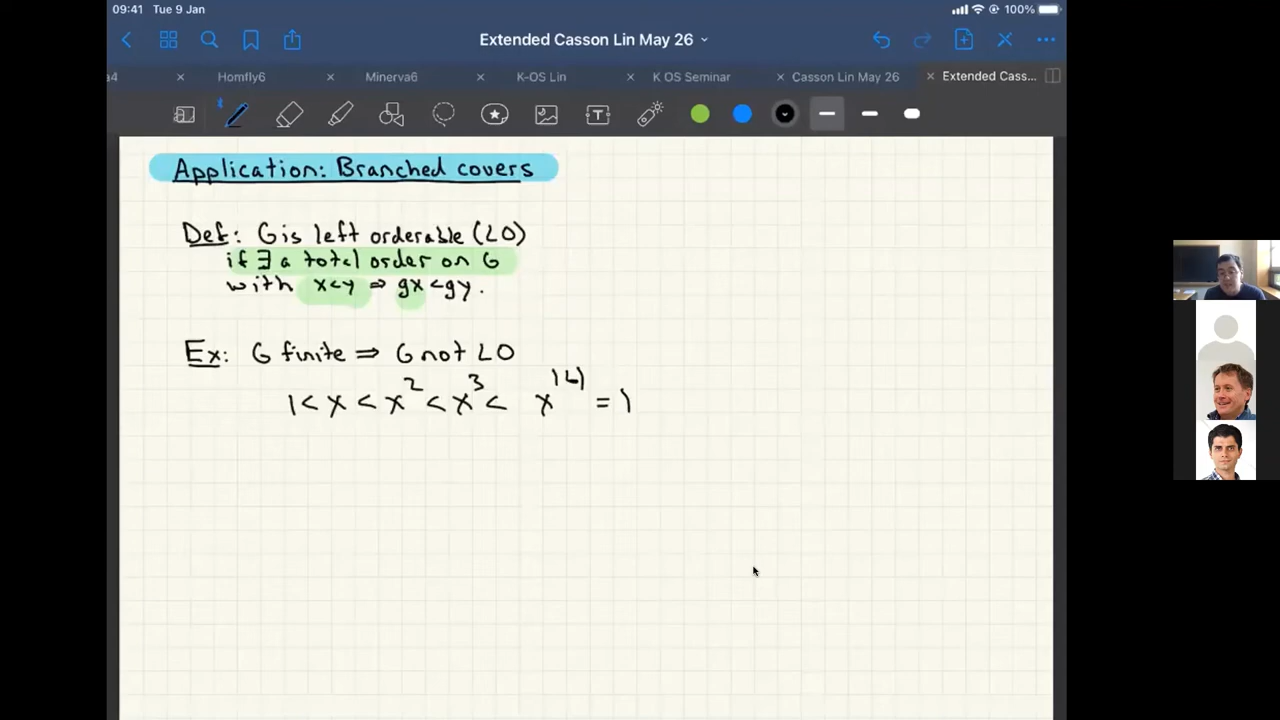 09:41 Tue 9 Jan
100%
Extended Casson Lin May 26
a4
Homfly6
Minerva6
K-OS Lin
K OS Seminar
Casson Lin May 26
Extended Cass...
Application: Branched covers
Def: G is left orderable (LO)
if ∃ a total order on G
with x<y ⇒ gx<gy.
Ex: G finite ⇒ G not LO
1 < x < x² < x³ < x^|G| = 1